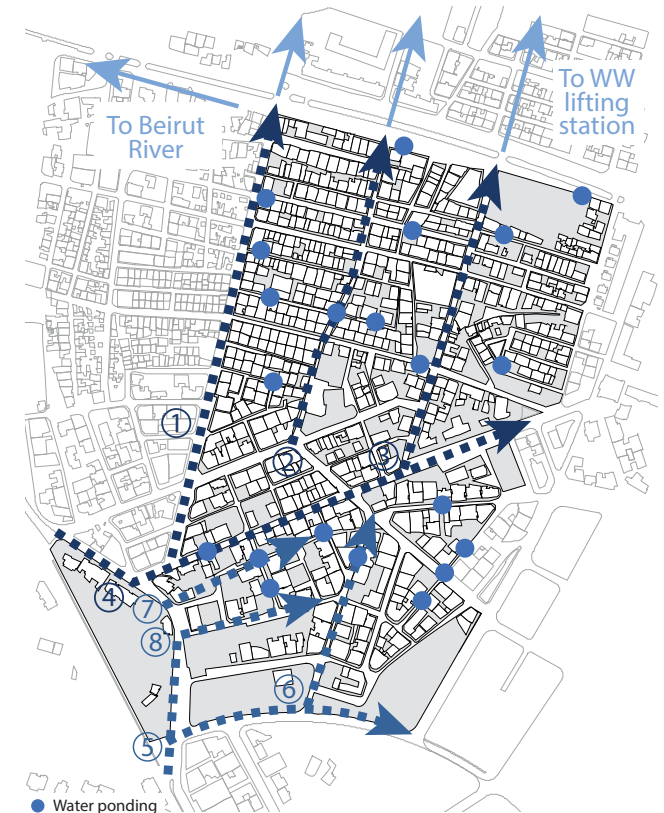 To Beirut
River
To WW
lifting
station
①
②
③
④
⑦
⑧
⑥
⑤
Water ponding